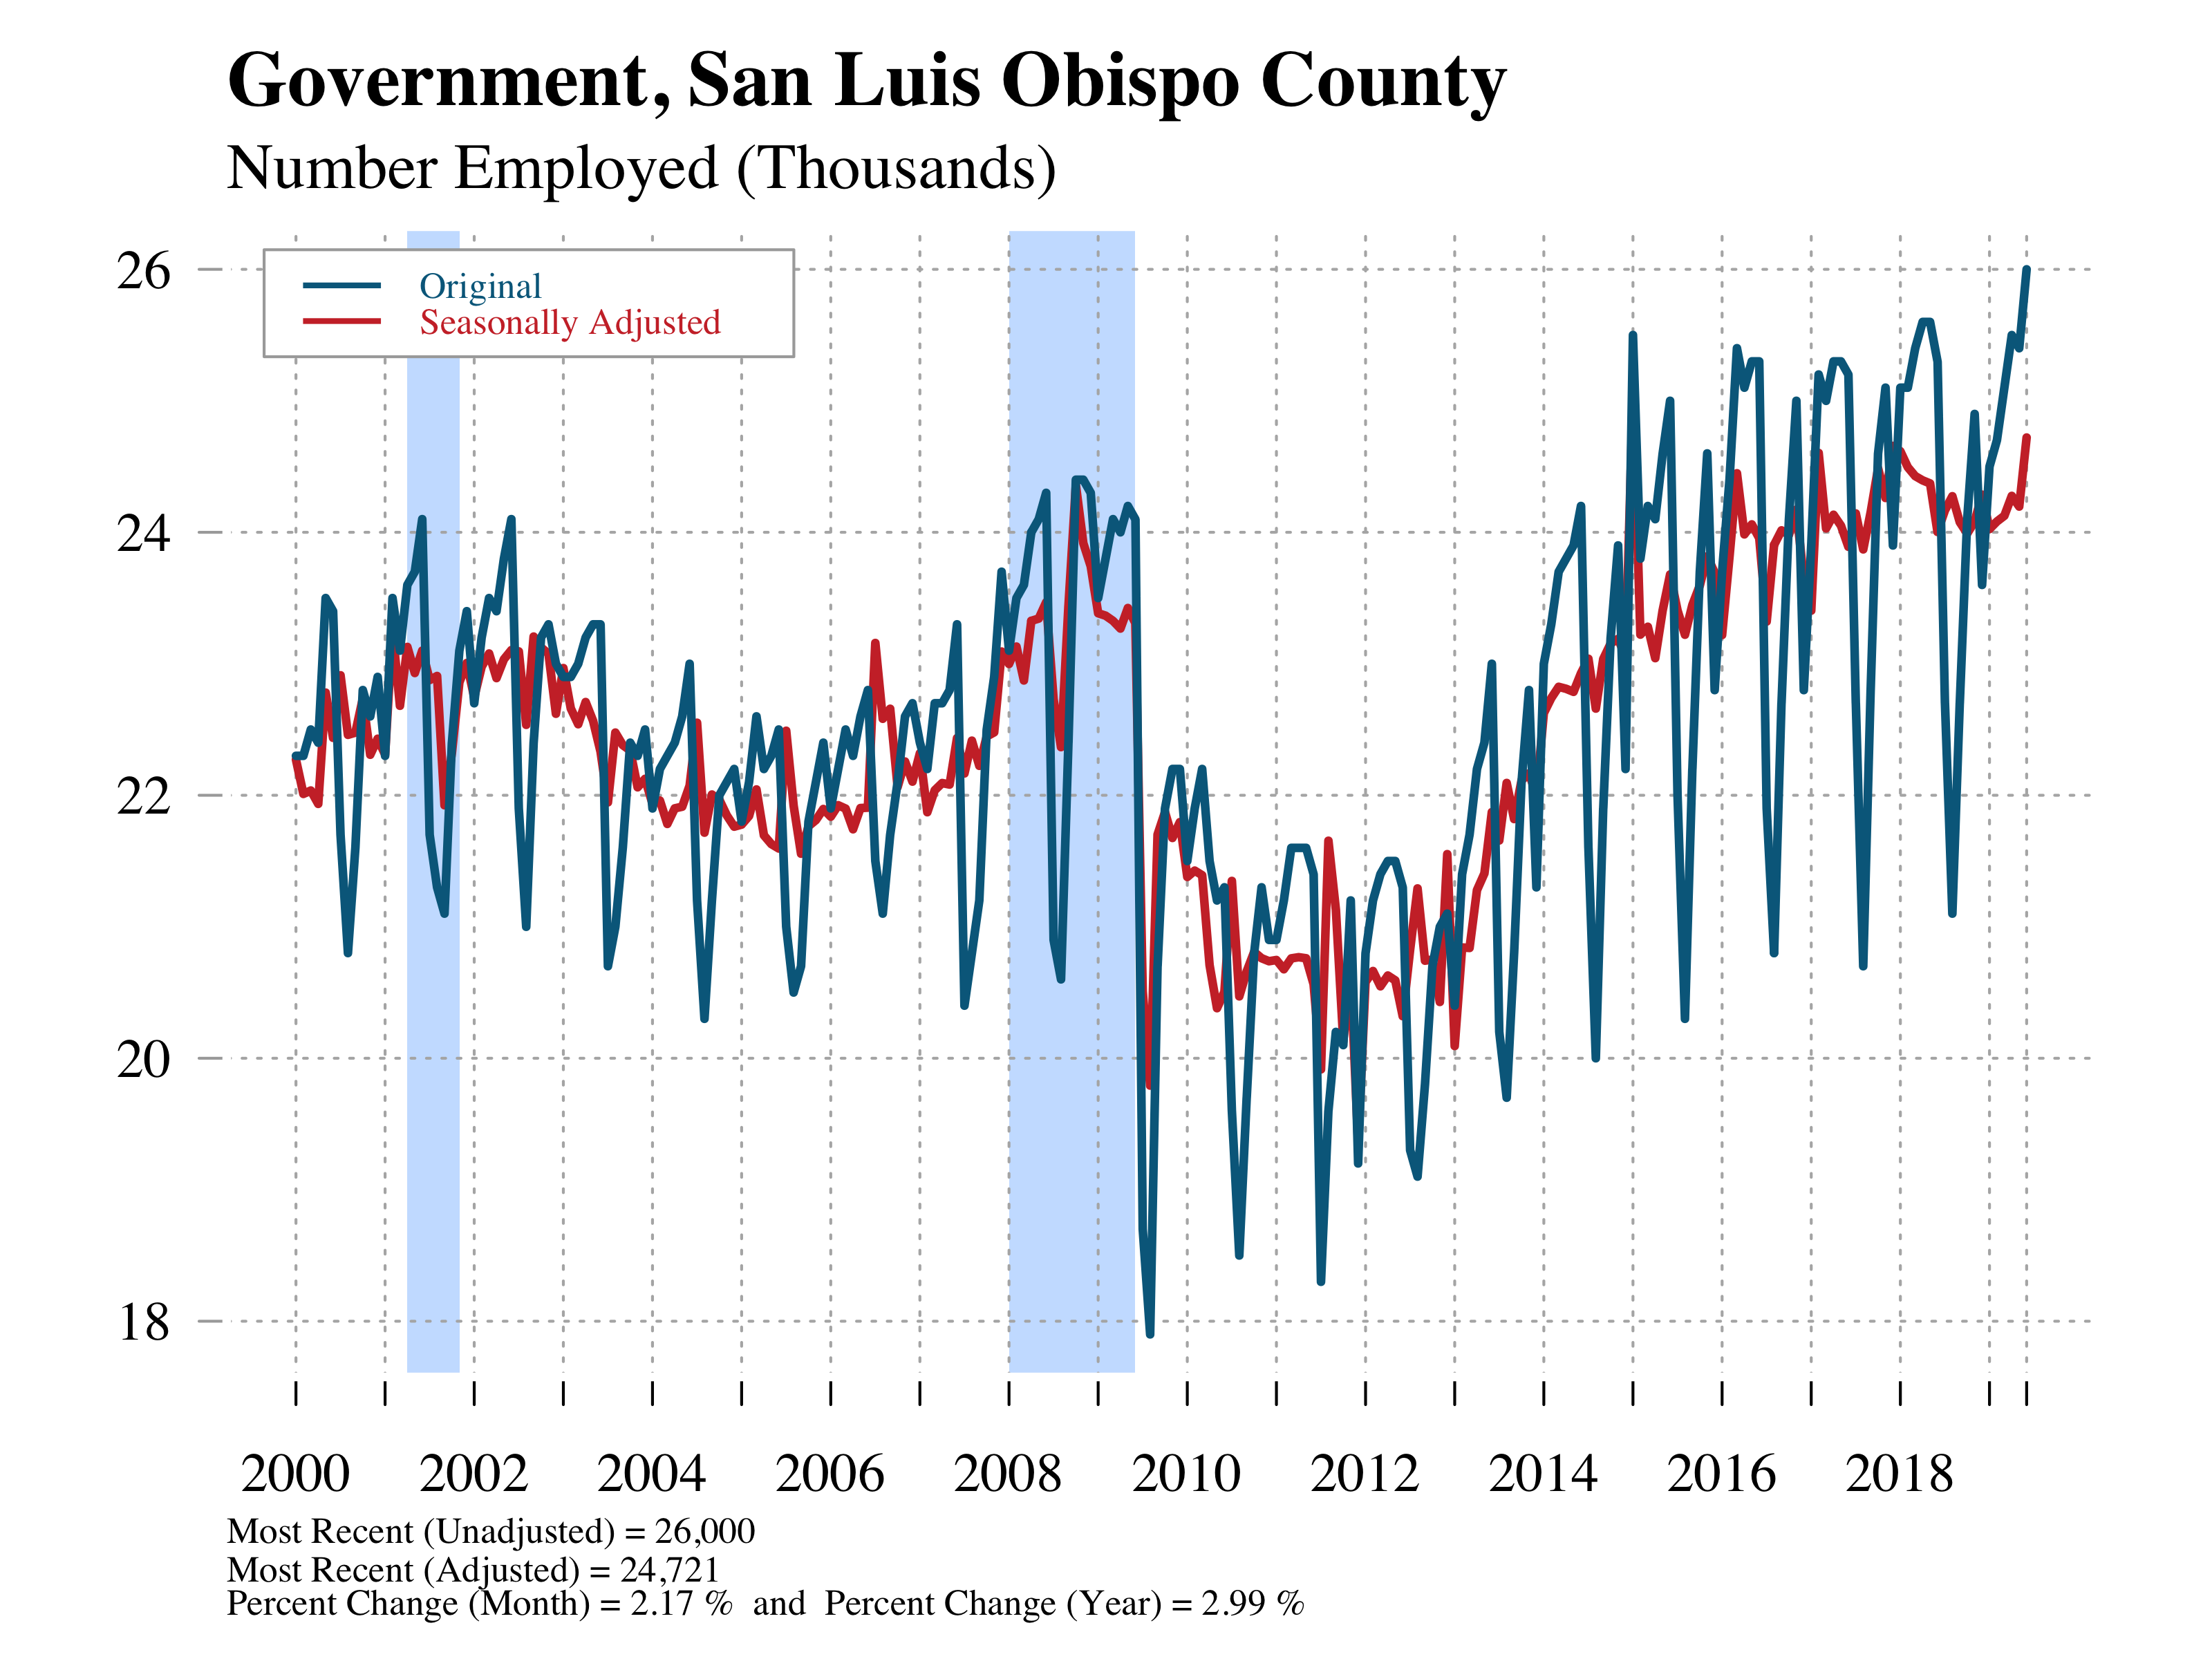 Government, San Luis Obispo County
Number Employed (Thousands)
26
Original
Seasonally Adjusted
24
22
20
18
2000 2002 2004 2006 2008 2010 2012 2014 2016 2018
Most Recent (Unadjusted) = 26,000
Most Recent (Adjusted) = 24,721
Percent Change (Month) = 2.17 % and Percent Change (Year) = 2.99 %